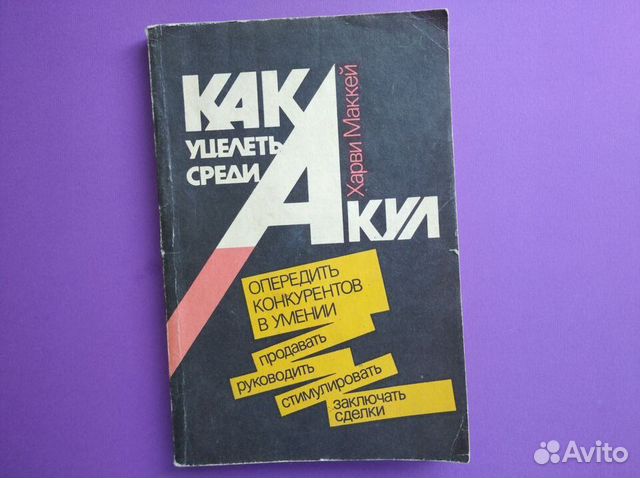 КАК
УЦЕЛЕТЬ
СРЕДИ
АКУЛ
Харви Маккей
ОПЕРЕДИТЬ
КОНКУРЕНТОВ
В УМЕНИИ
продавать
руководить
стимулировать
заключать
сделки
Avito